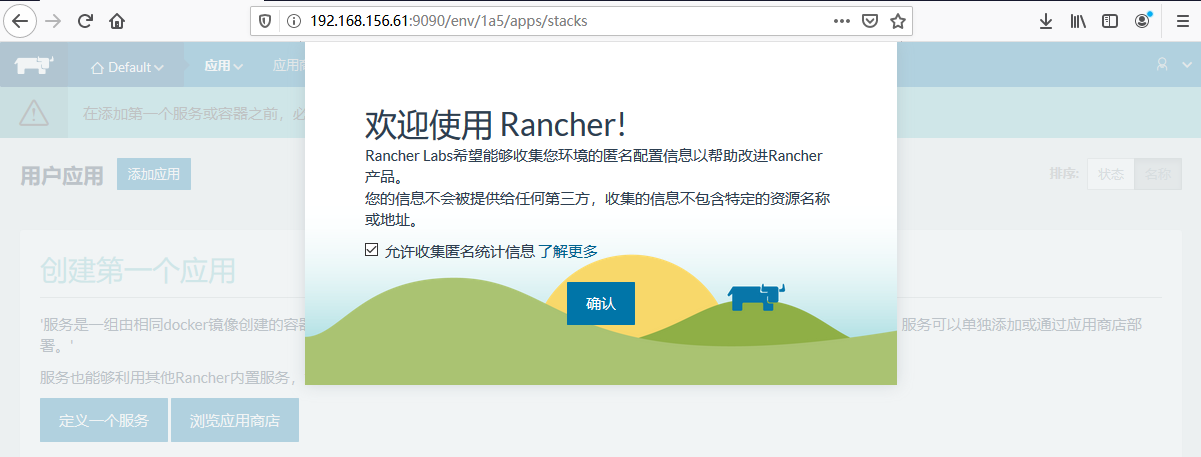 192.168.156.61:9090/env/1a5/apps/stacks
Default
应用
应用商
在添加第一个服务或容器之前，必
用户应用
添加应用
排序:
状态
名称
欢迎使用 Rancher!
Rancher Labs希望能够收集您环境的匿名配置信息以帮助改进Rancher
产品。
您的信息不会被提供给任何第三方，收集的信息不包含特定的资源名称
或地址。
允许收集匿名统计信息 了解更多
确认
创建第一个应用
'服务是一组由相同docker镜像创建的容器
服务可以单独添加或通过应用商店部
署。'
服务也能够利用其他Rancher内置服务，
定义一个服务
浏览应用商店